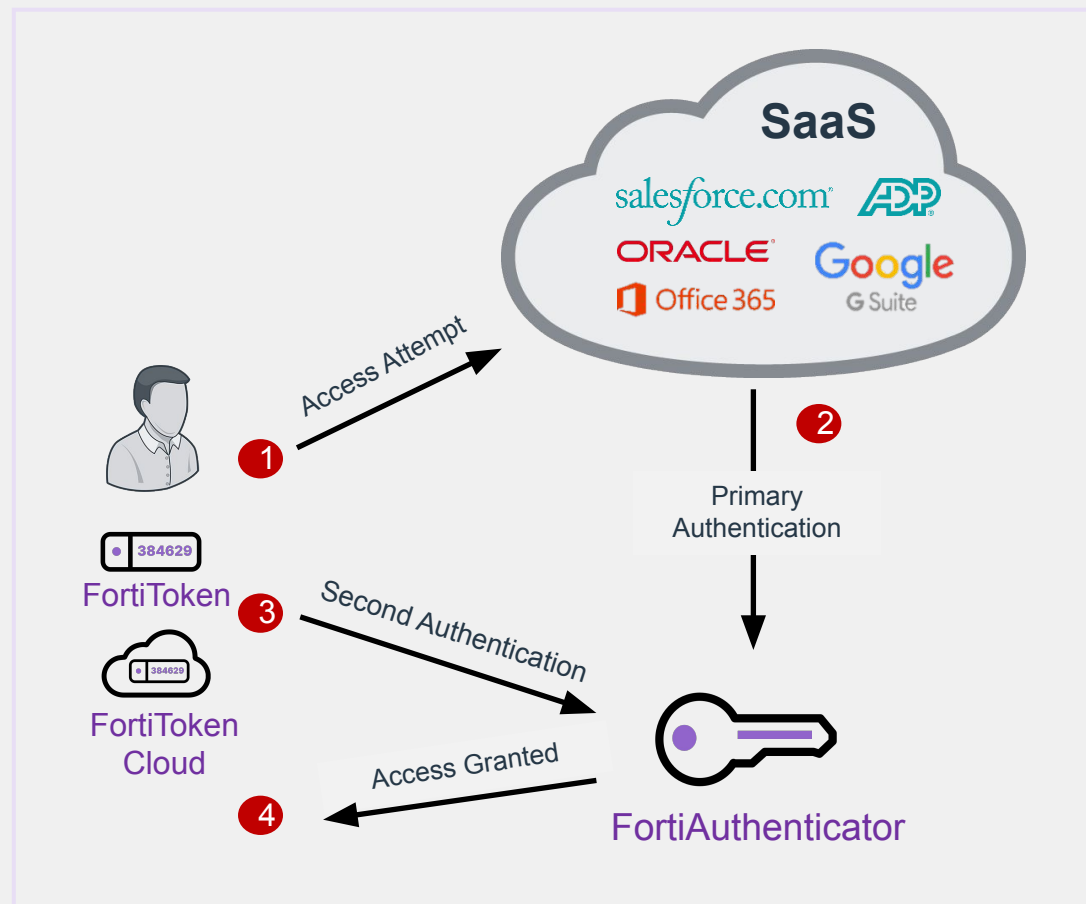 SaaS
salesforce.com
ADP
ORACLE
Google
G Suite
Office 365
Access Attempt
1
2
Primary
Authentication
384629
FortiToken
3
Second Authentication
384629
FortiToken
Cloud
Access Granted
4
FortiAuthenticator